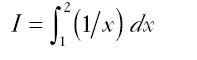 I = ∫₁² (1/x) dx